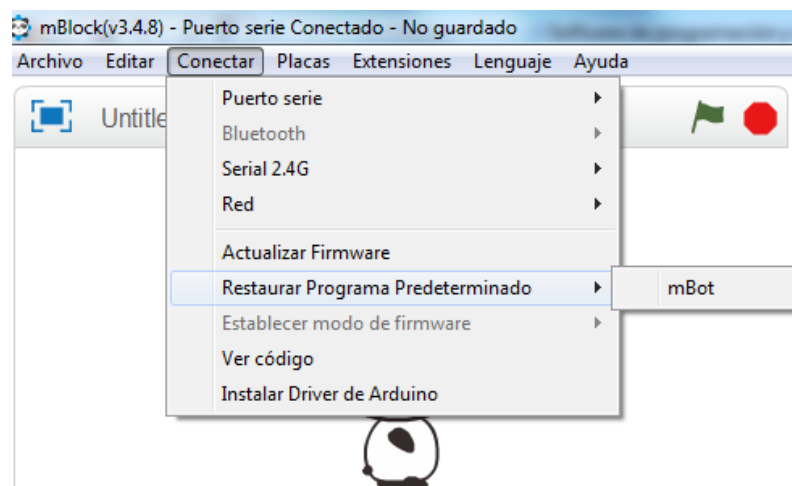 mBlock(v3.4.8) - Puerto serie Conectado - No guardado
Archivo Editar Conectar Placas Extensiones Lenguaje Ayuda
Untitle
Puerto serie
Bluetooth
Serial 2.4G
Red
Actualizar Firmware
Restaurar Programa Predeterminado
mBot
Establecer modo de firmware
Ver código
Instalar Driver de Arduino